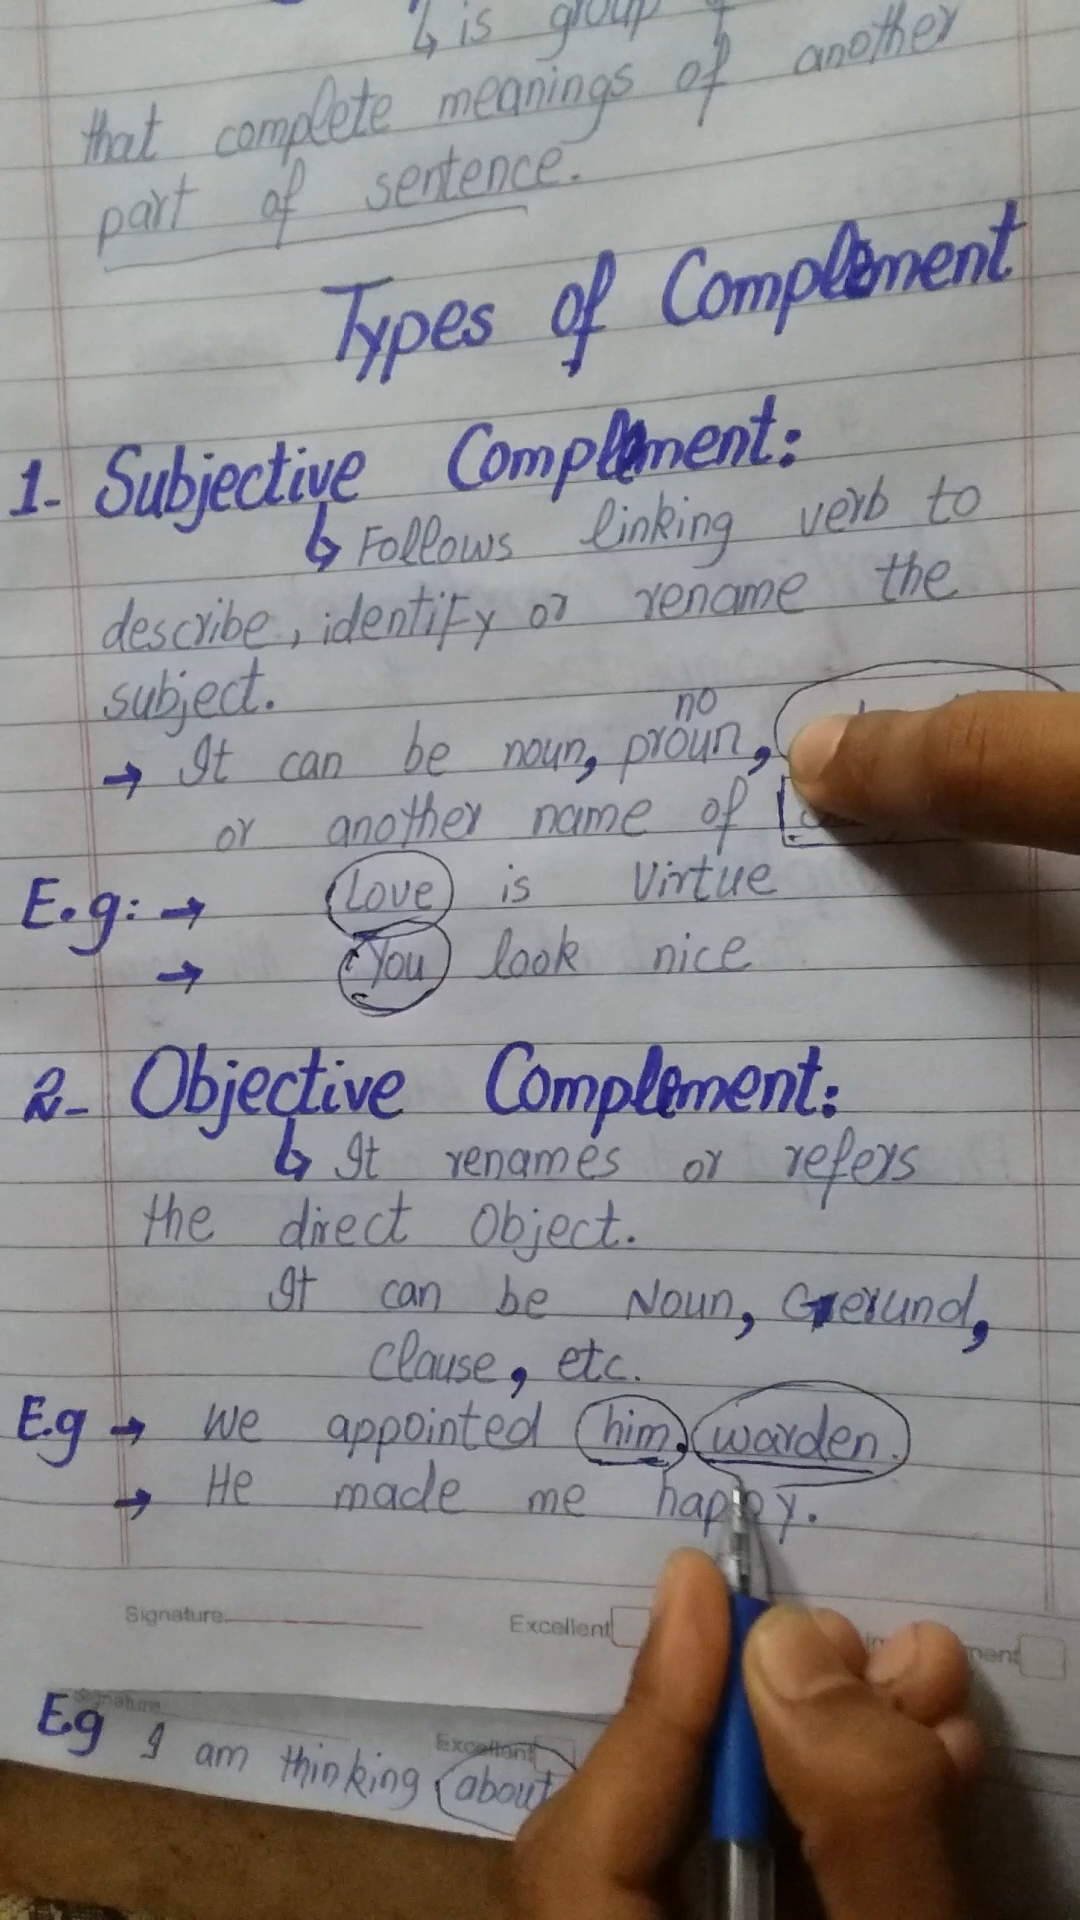 ↳ is group
that complete meanings of another
part of sentence.
Types of Complement
1- Subjective Complement:
↳ Follows linking verb to
describe, identify or rename the
subject.
no
→ It can be noun, proun,
or another name of
E.g: → Love is Virtue
→ You look nice
2- Objective Complement:
↳ It renames or refers
the direct Object.
It can be Noun, Gerund,
Clause, etc.
E.g → We appointed him warden.
→ He made me happy.
Signature
Excellent
Signature
Excellent
Eg I am thinking about